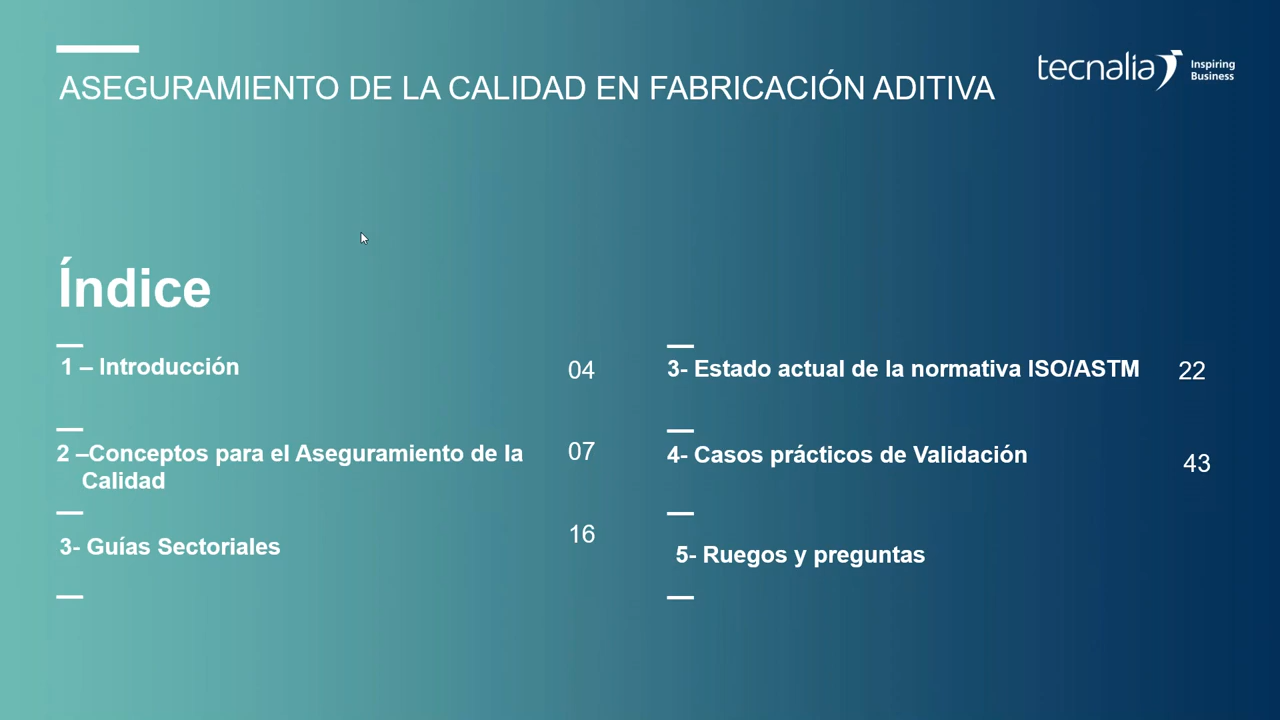 ASEGURAMIENTO DE LA CALIDAD EN FABRICACIÓN ADITIVA
tecnalia Inspiring
Business
Índice
1 – Introducción 04
2 –Conceptos para el Aseguramiento de la 07
Calidad
3- Guías Sectoriales 16
3- Estado actual de la normativa ISO/ASTM 22
4- Casos prácticos de Validación 43
5- Ruegos y preguntas